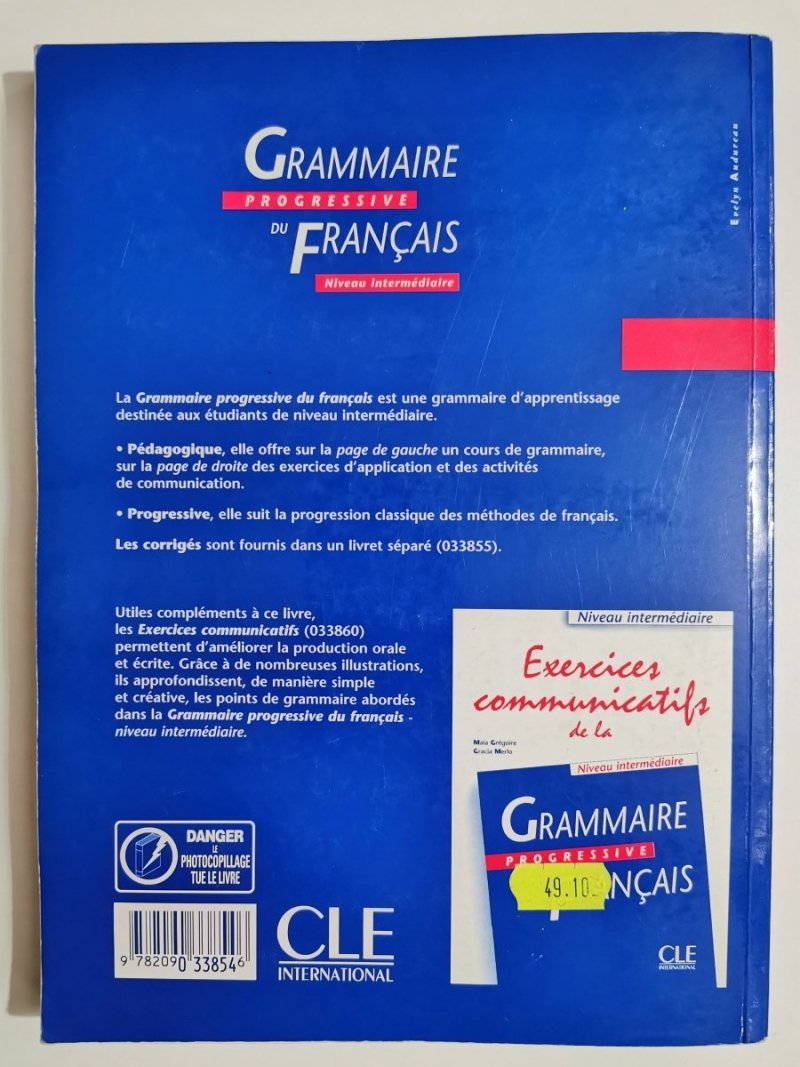 GRAMMAIRE
PROGRESSIVE
DU FRANÇAIS
Niveau intermédiaire
Evelyn Audureau
La Grammaire progressive du français est une grammaire d'apprentissage
destinée aux étudiants de niveau intermédiaire.
• Pédagogique, elle offre sur la page de gauche un cours de grammaire,
sur la page de droite des exercices d'application et des activités
de communication.
• Progressive, elle suit la progression classique des méthodes de français.
Les corrigés sont fournis dans un livret séparé (033855).
Utiles compléments à ce livre,
les Exercices communicatifs (033860)
permettent d'améliorer la production orale
et écrite. Grâce à de nombreuses illustrations,
ils approfondissent, de manière simple
et créative, les points de grammaire abordés
dans la Grammaire progressive du français -
niveau intermédiaire.
Niveau intermédiaire
Exercices
communicatifs
de la
Maïa Grégoire
Gracia Merlo
Niveau intermédiaire
GRAMMAIRE
PROGRESSIVE
49.10
FRANÇAIS
CLE
INTERNATIONAL
DANGER
LE
PHOTOCOPILLAGE
TUE LE LIVRE
9 782090 338546
CLE
INTERNATIONAL